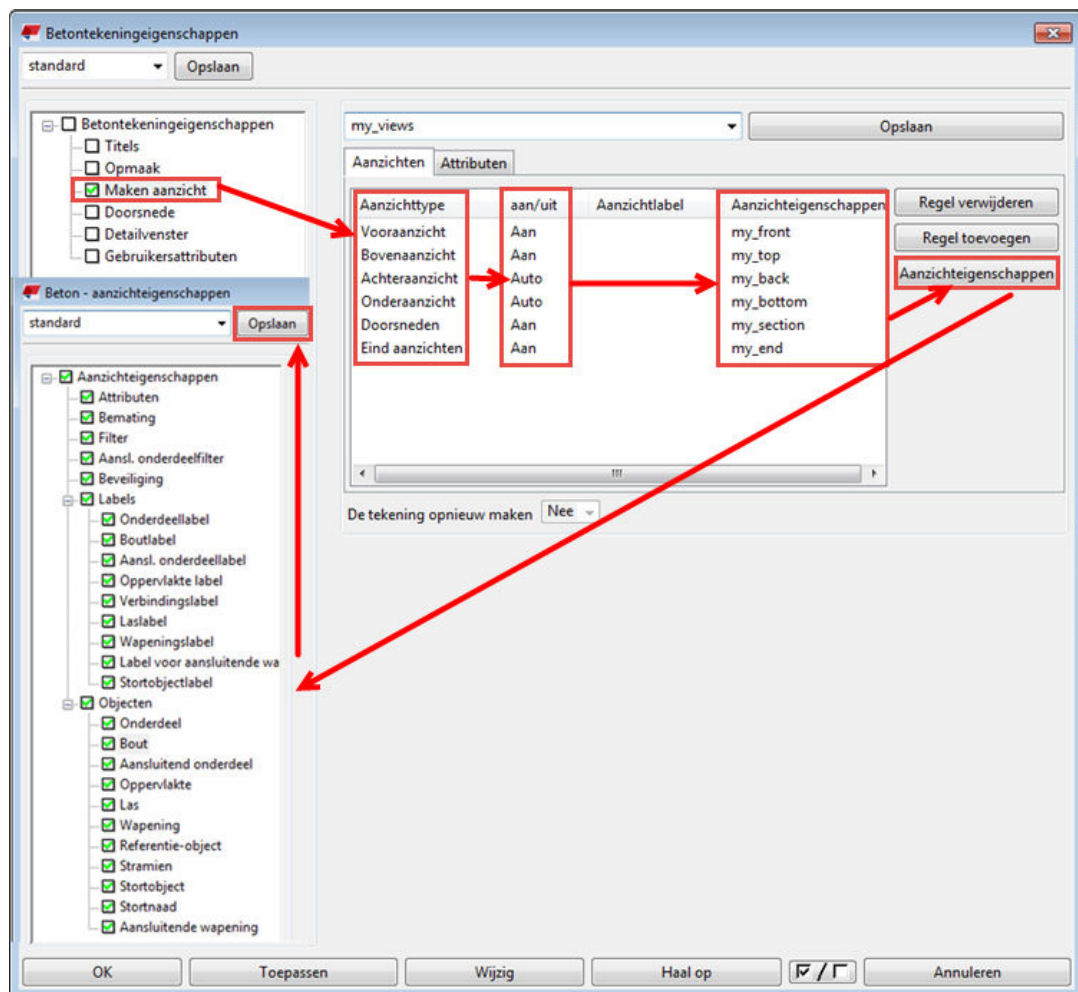 Betontekeningeigenschappen
standard Opslaan
Betontekeningeigenschappen
Titels
Opmaak
Maken aanzicht
Doorsnede
Detailvenster
Gebruikersattributen
my_views Opslaan
Aanzichten Attributen
Aanzichttype aan/uit Aanzichtlabel Aanzichteigenschappen
Vooraanzicht Aan my_front
Bovenaanzicht Aan my_top
Achteraanzicht Auto my_back
Onderaanzicht Auto my_bottom
Doorsneden Aan my_section
Eind aanzichten Aan my_end
Regel verwijderen
Regel toevoegen
Aanzichteigenschappen
De tekening opnieuw maken Nee
Beton - aanzichteigenschappen
standard Opslaan
Aanzichteigenschappen
Attributen
Bemating
Filter
Aansl. onderdeelfilter
Beveiliging
Labels
Onderdeellabel
Boutlabel
Aansl. onderdeellabel
Oppervlakte label
Verbindingslabel
Laslabel
Wapeningslabel
Label voor aansluitende wa
Stortobjectlabel
Objecten
Onderdeel
Bout
Aansluitend onderdeel
Oppervlakte
Las
Wapening
Referentie-object
Stramien
Stortobject
Stortnaad
Aansluitende wapening
OK Toepassen Wijzig Haal op / Annuleren